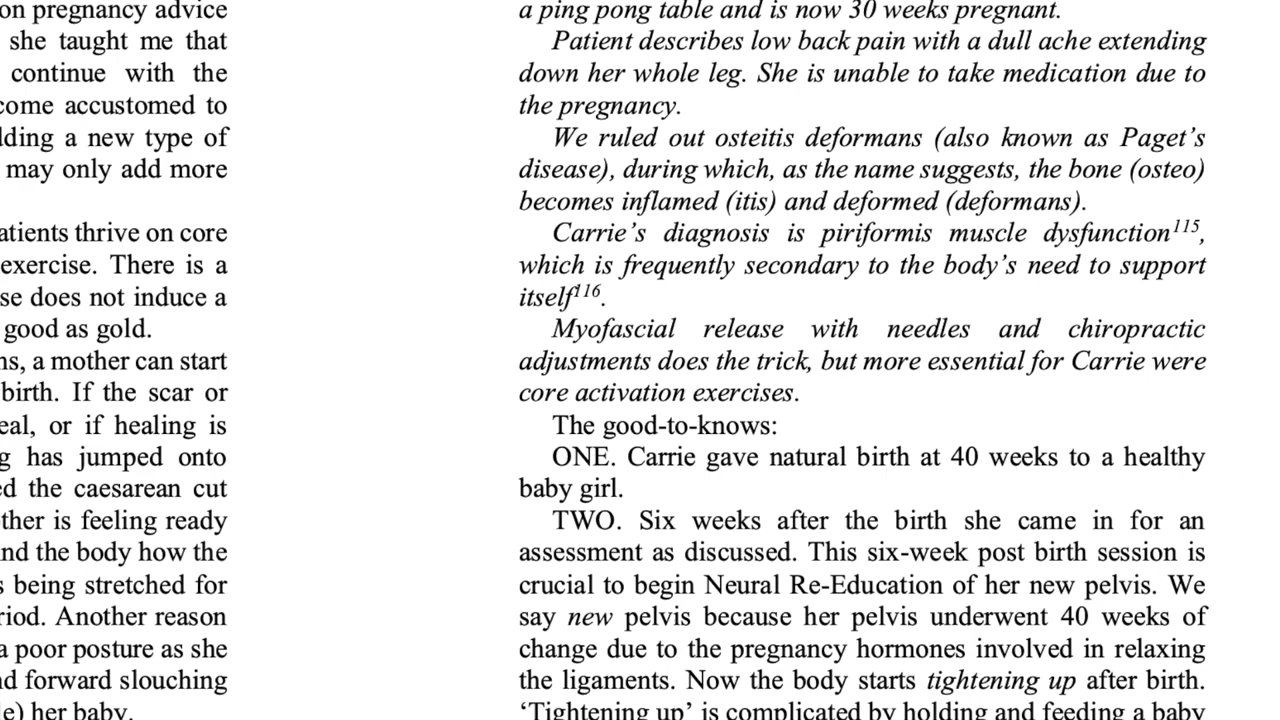 on pregnancy advice
she taught me that
continue with the
come accustomed to
lding a new type of
may only add more
atients thrive on core
exercise. There is a
se does not induce a
good as gold.
ns, a mother can start
birth. If the scar or
eal, or if healing is
g has jumped onto
ed the caesarean cut
ther is feeling ready
nd the body how the
s being stretched for
riod. Another reason
a poor posture as she
nd forward slouching
le) her baby.
a ping pong table and is now 30 weeks pregnant.
Patient describes low back pain with a dull ache extending
down her whole leg. She is unable to take medication due to
the pregnancy.
We ruled out osteitis deformans (also known as Paget’s
disease), during which, as the name suggests, the bone (osteo)
becomes inflamed (itis) and deformed (deformans).
Carrie’s diagnosis is piriformis muscle dysfunction115,
which is frequently secondary to the body’s need to support
itself116.
Myofascial release with needles and chiropractic
adjustments does the trick, but more essential for Carrie were
core activation exercises.
The good-to-knows:
ONE. Carrie gave natural birth at 40 weeks to a healthy
baby girl.
TWO. Six weeks after the birth she came in for an
assessment as discussed. This six-week post birth session is
crucial to begin Neural Re-Education of her new pelvis. We
say new pelvis because her pelvis underwent 40 weeks of
change due to the pregnancy hormones involved in relaxing
the ligaments. Now the body starts tightening up after birth.
‘Tightening up’ is complicated by holding and feeding a baby